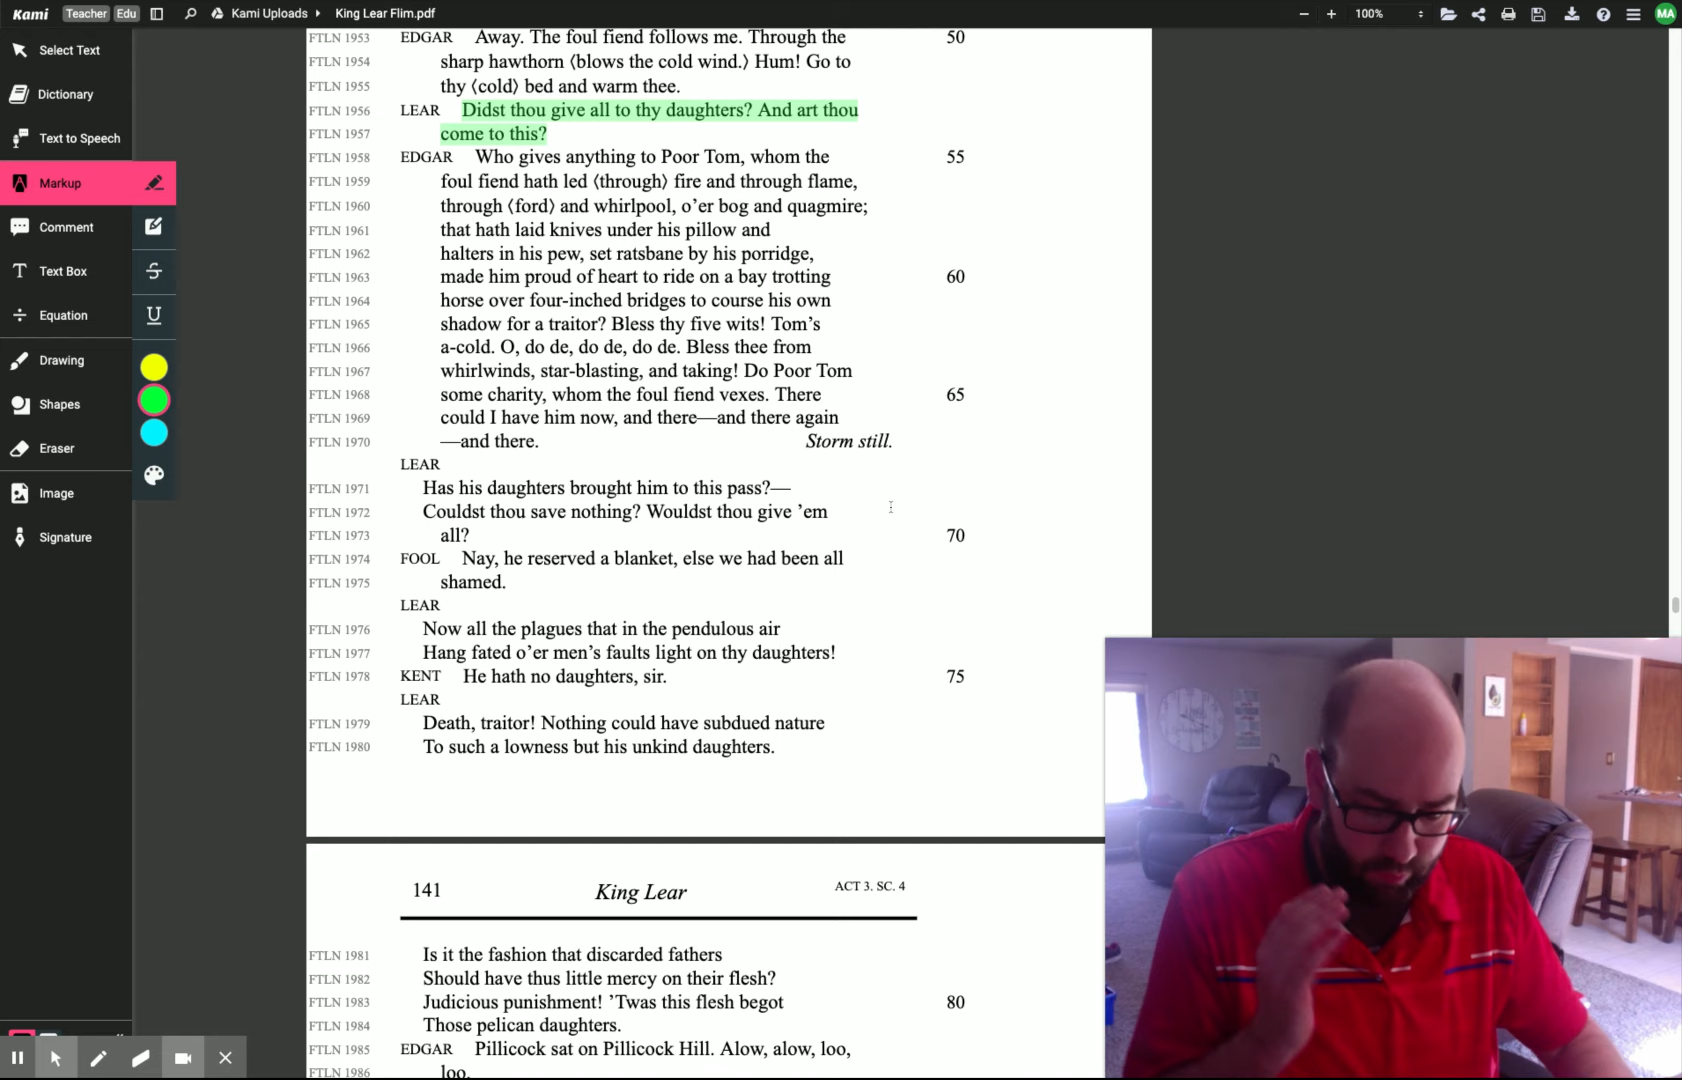 Kami Teacher Edu Kami Uploads King Lear Flim.pdf 100% MA
Select Text
Dictionary
Text to Speech
Markup
Comment
Text Box
Equation
Drawing
Shapes
Eraser
Image
Signature
FTLN 1953 EDGAR Away. The foul fiend follows me. Through the 50
FTLN 1954 sharp hawthorn ⟨blows the cold wind.⟩ Hum! Go to
FTLN 1955 thy ⟨cold⟩ bed and warm thee.
FTLN 1956 LEAR Didst thou give all to thy daughters? And art thou
FTLN 1957 come to this?
FTLN 1958 EDGAR Who gives anything to Poor Tom, whom the 55
FTLN 1959 foul fiend hath led ⟨through⟩ fire and through flame,
FTLN 1960 through ⟨ford⟩ and whirlpool, o’er bog and quagmire;
FTLN 1961 that hath laid knives under his pillow and
FTLN 1962 halters in his pew, set ratsbane by his porridge,
FTLN 1963 made him proud of heart to ride on a bay trotting 60
FTLN 1964 horse over four-inched bridges to course his own
FTLN 1965 shadow for a traitor? Bless thy five wits! Tom’s
FTLN 1966 a-cold. O, do de, do de, do de. Bless thee from
FTLN 1967 whirlwinds, star-blasting, and taking! Do Poor Tom
FTLN 1968 some charity, whom the foul fiend vexes. There 65
FTLN 1969 could I have him now, and there—and there again
FTLN 1970 —and there. Storm still.
LEAR
FTLN 1971 Has his daughters brought him to this pass?—
FTLN 1972 Couldst thou save nothing? Wouldst thou give ’em
FTLN 1973 all? 70
FTLN 1974 FOOL Nay, he reserved a blanket, else we had been all
FTLN 1975 shamed.
LEAR
FTLN 1976 Now all the plagues that in the pendulous air
FTLN 1977 Hang fated o’er men’s faults light on thy daughters!
FTLN 1978 KENT He hath no daughters, sir. 75
LEAR
FTLN 1979 Death, traitor! Nothing could have subdued nature
FTLN 1980 To such a lowness but his unkind daughters.
141 King Lear ACT 3. SC. 4
FTLN 1981 Is it the fashion that discarded fathers
FTLN 1982 Should have thus little mercy on their flesh?
FTLN 1983 Judicious punishment! ’Twas this flesh begot 80
FTLN 1984 Those pelican daughters.
FTLN 1985 EDGAR Pillicock sat on Pillicock Hill. Alow, alow, loo,
FTLN 1986 loo.